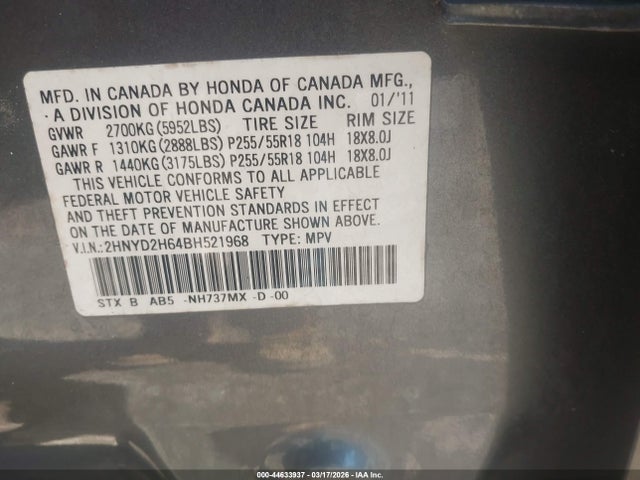 MFD. IN CANADA BY HONDA OF CANADA MFG.,
A DIVISION OF HONDA CANADA INC. 01/'11
GVWR 2700KG(5952LBS) TIRE SIZE RIM SIZE
GAWR F 1310KG(2888LBS) P255/55R18 104H 18X8.0J
GAWR R 1440KG(3175LBS) P255/55R18 104H 18X8.0J
THIS VEHICLE CONFORMS TO ALL APPLICABLE
FEDERAL MOTOR VEHICLE SAFETY
AND THEFT PREVENTION STANDARDS IN EFFECT
ON THE DATE OF MANUFACTURE SHOWN ABOVE.
V.I.N.:2HNYD2H64BH521968 TYPE: MPV
STX B AB5 -NH737MX -D -00
000-44633937 - 03/17/2026 - IAA Inc.